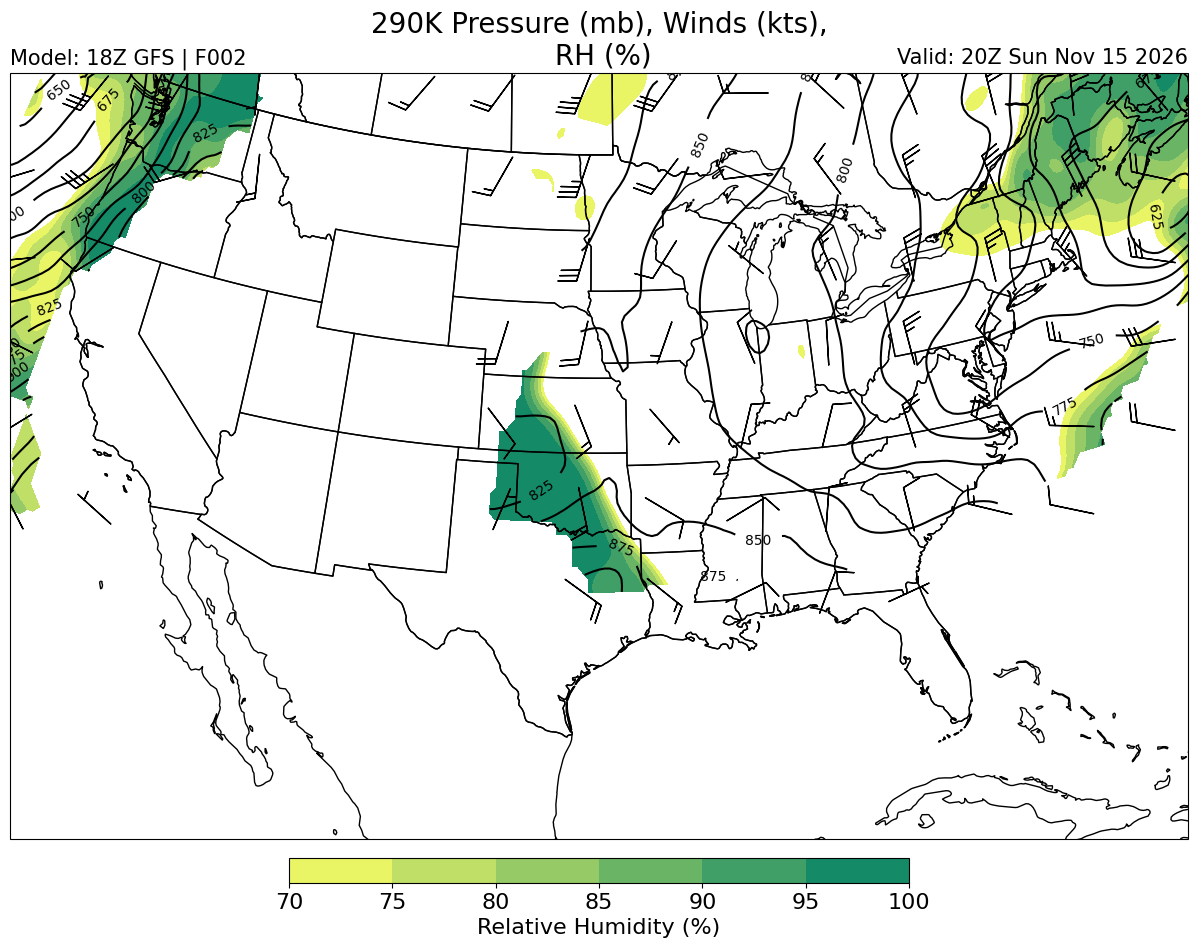 290K Pressure (mb), Winds (kts),
RH (%)
Model: 18Z GFS | F002
Valid: 20Z Sun Nov 15 2026
650
675
825
850
800
800
750
625
825
750
775
825
875
850
875
70 75 80 85 90 95 100
Relative Humidity (%)